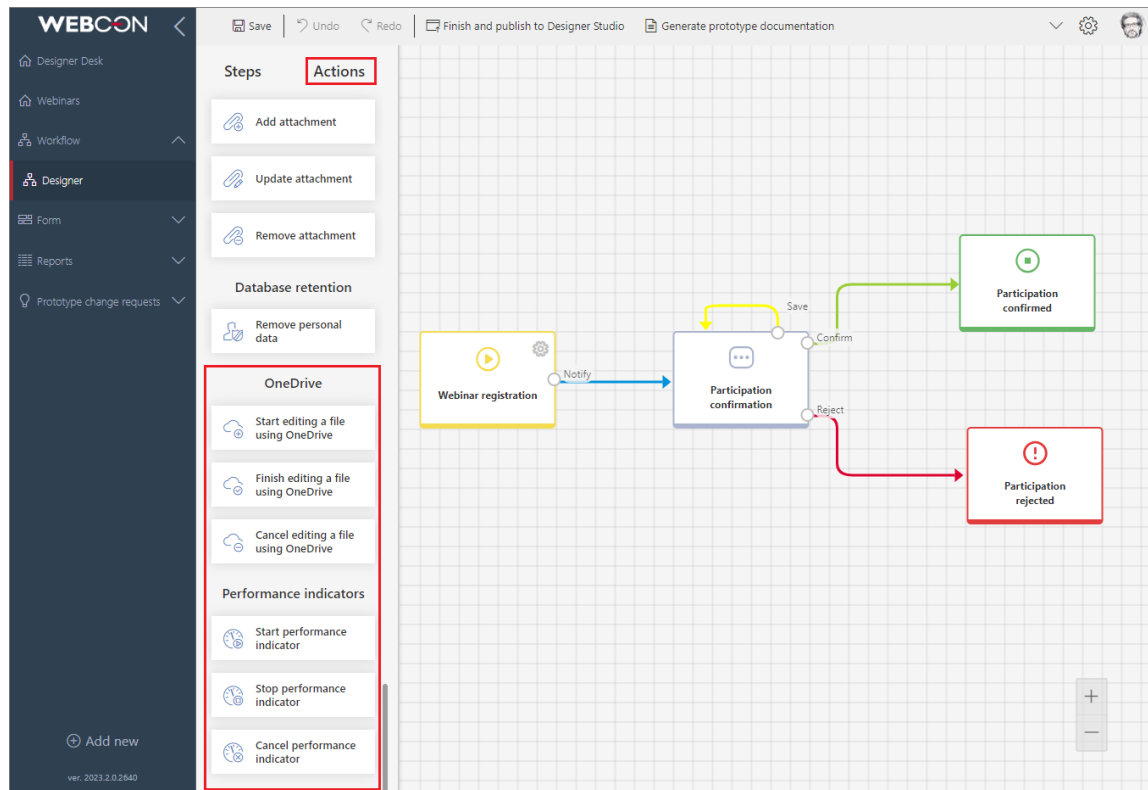 WEBCON
Save
Undo
Redo
Finish and publish to Designer Studio
Generate prototype documentation
Designer Desk
Webinars
Workflow
Designer
Form
Reports
Prototype change requests
Add new
ver. 2023.2.0.2640
Steps
Actions
Add attachment
Update attachment
Remove attachment
Database retention
Remove personal
data
OneDrive
Start editing a file
using OneDrive
Finish editing a file
using OneDrive
Cancel editing a file
using OneDrive
Performance indicators
Start performance
indicator
Stop performance
indicator
Cancel performance
indicator
Webinar registration
Notify
Save
Participation
confirmation
Confirm
Reject
Participation
confirmed
Participation
rejected